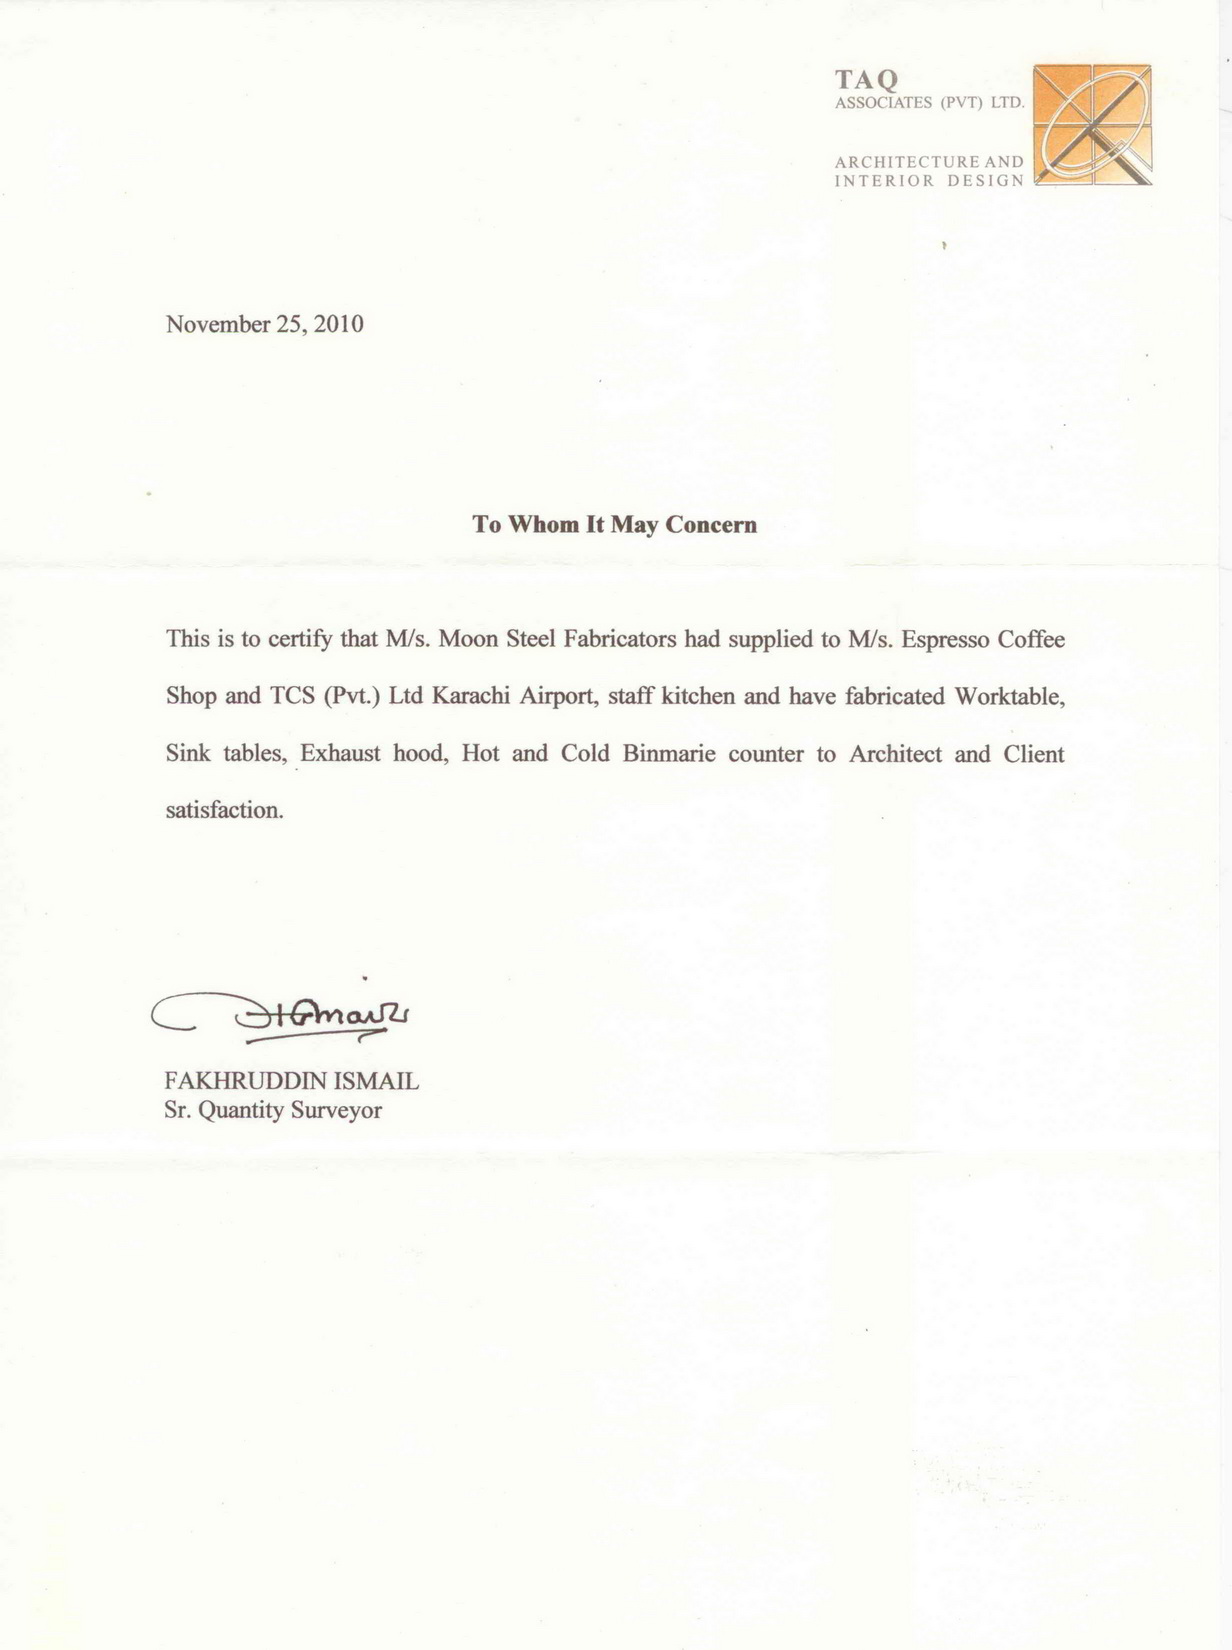 TAQ
ASSOCIATES (PVT) LTD.
ARCHITECTURE AND
INTERIOR DESIGN
November 25, 2010
To Whom It May Concern
This is to certify that M/s. Moon Steel Fabricators had supplied to M/s. Espresso Coffee
Shop and TCS (Pvt.) Ltd Karachi Airport, staff kitchen and have fabricated Worktable,
Sink tables, Exhaust hood, Hot and Cold Binmarie counter to Architect and Client
satisfaction.
FAKHRUDDIN ISMAIL
Sr. Quantity Surveyor